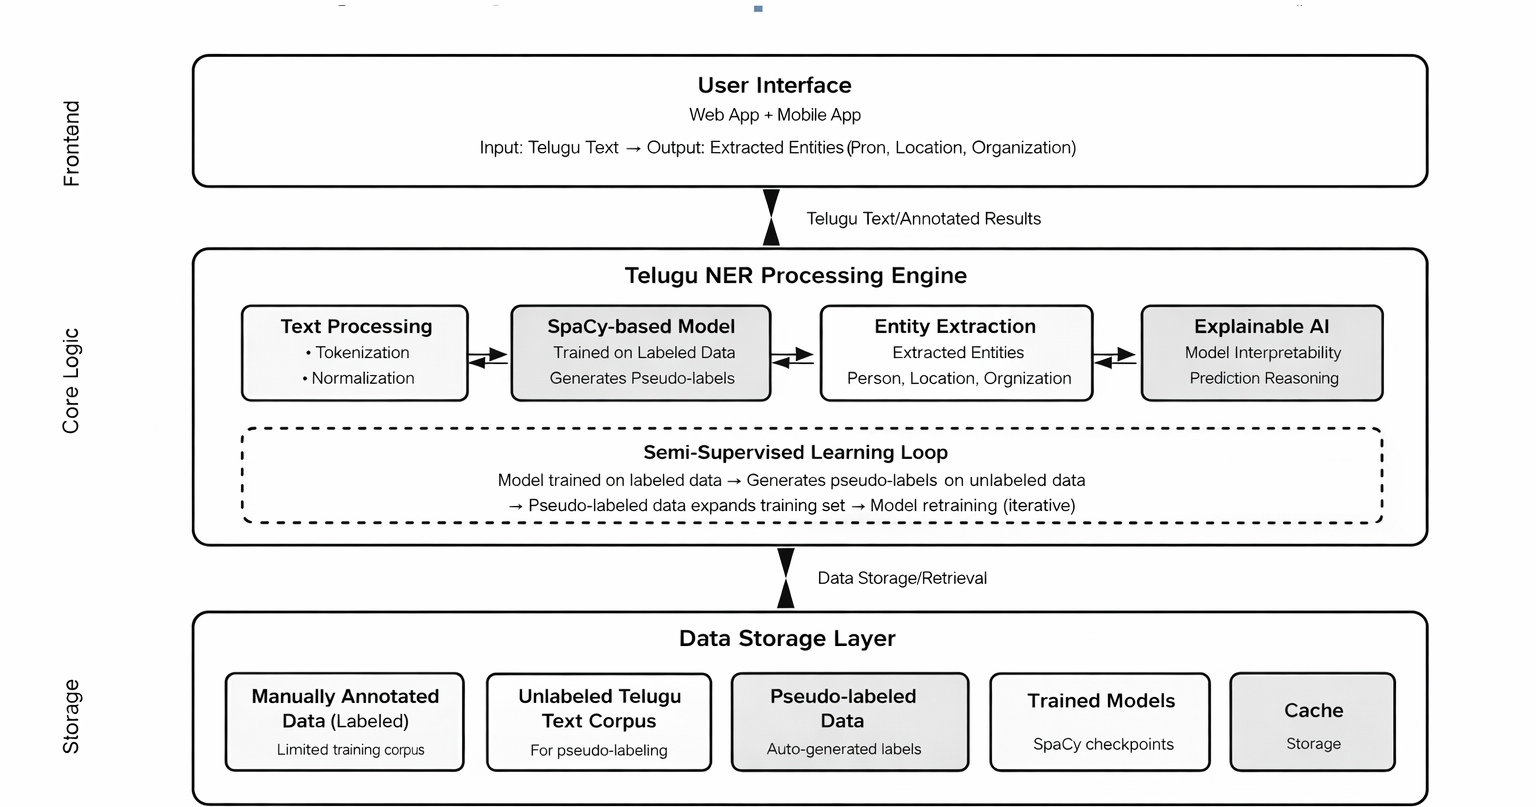 Frontend
User Interface
Web App + Mobile App
Input: Telugu Text → Output: Extracted Entities (Pron, Location, Organization)
Telugu Text/Annotated Results
Core Logic
Telugu NER Processing Engine
Text Processing
• Tokenization
• Normalization
SpaCy-based Model
Trained on Labeled Data
Generates Pseudo-labels
Entity Extraction
Extracted Entities
Person, Location, Orgnization
Explainable AI
Model Interpretability
Prediction Reasoning
Semi-Supervised Learning Loop
Model trained on labeled data → Generates pseudo-labels on unlabeled data
→ Pseudo-labeled data expands training set → Model retraining (iterative)
Data Storage/Retrieval
Storage
Data Storage Layer
Manually Annotated
Data (Labeled)
Limited training corpus
Unlabeled Telugu
Text Corpus
For pseudo-labeling
Pseudo-labeled
Data
Auto-generated labels
Trained Models
SpaCy checkpoints
Cache
Storage